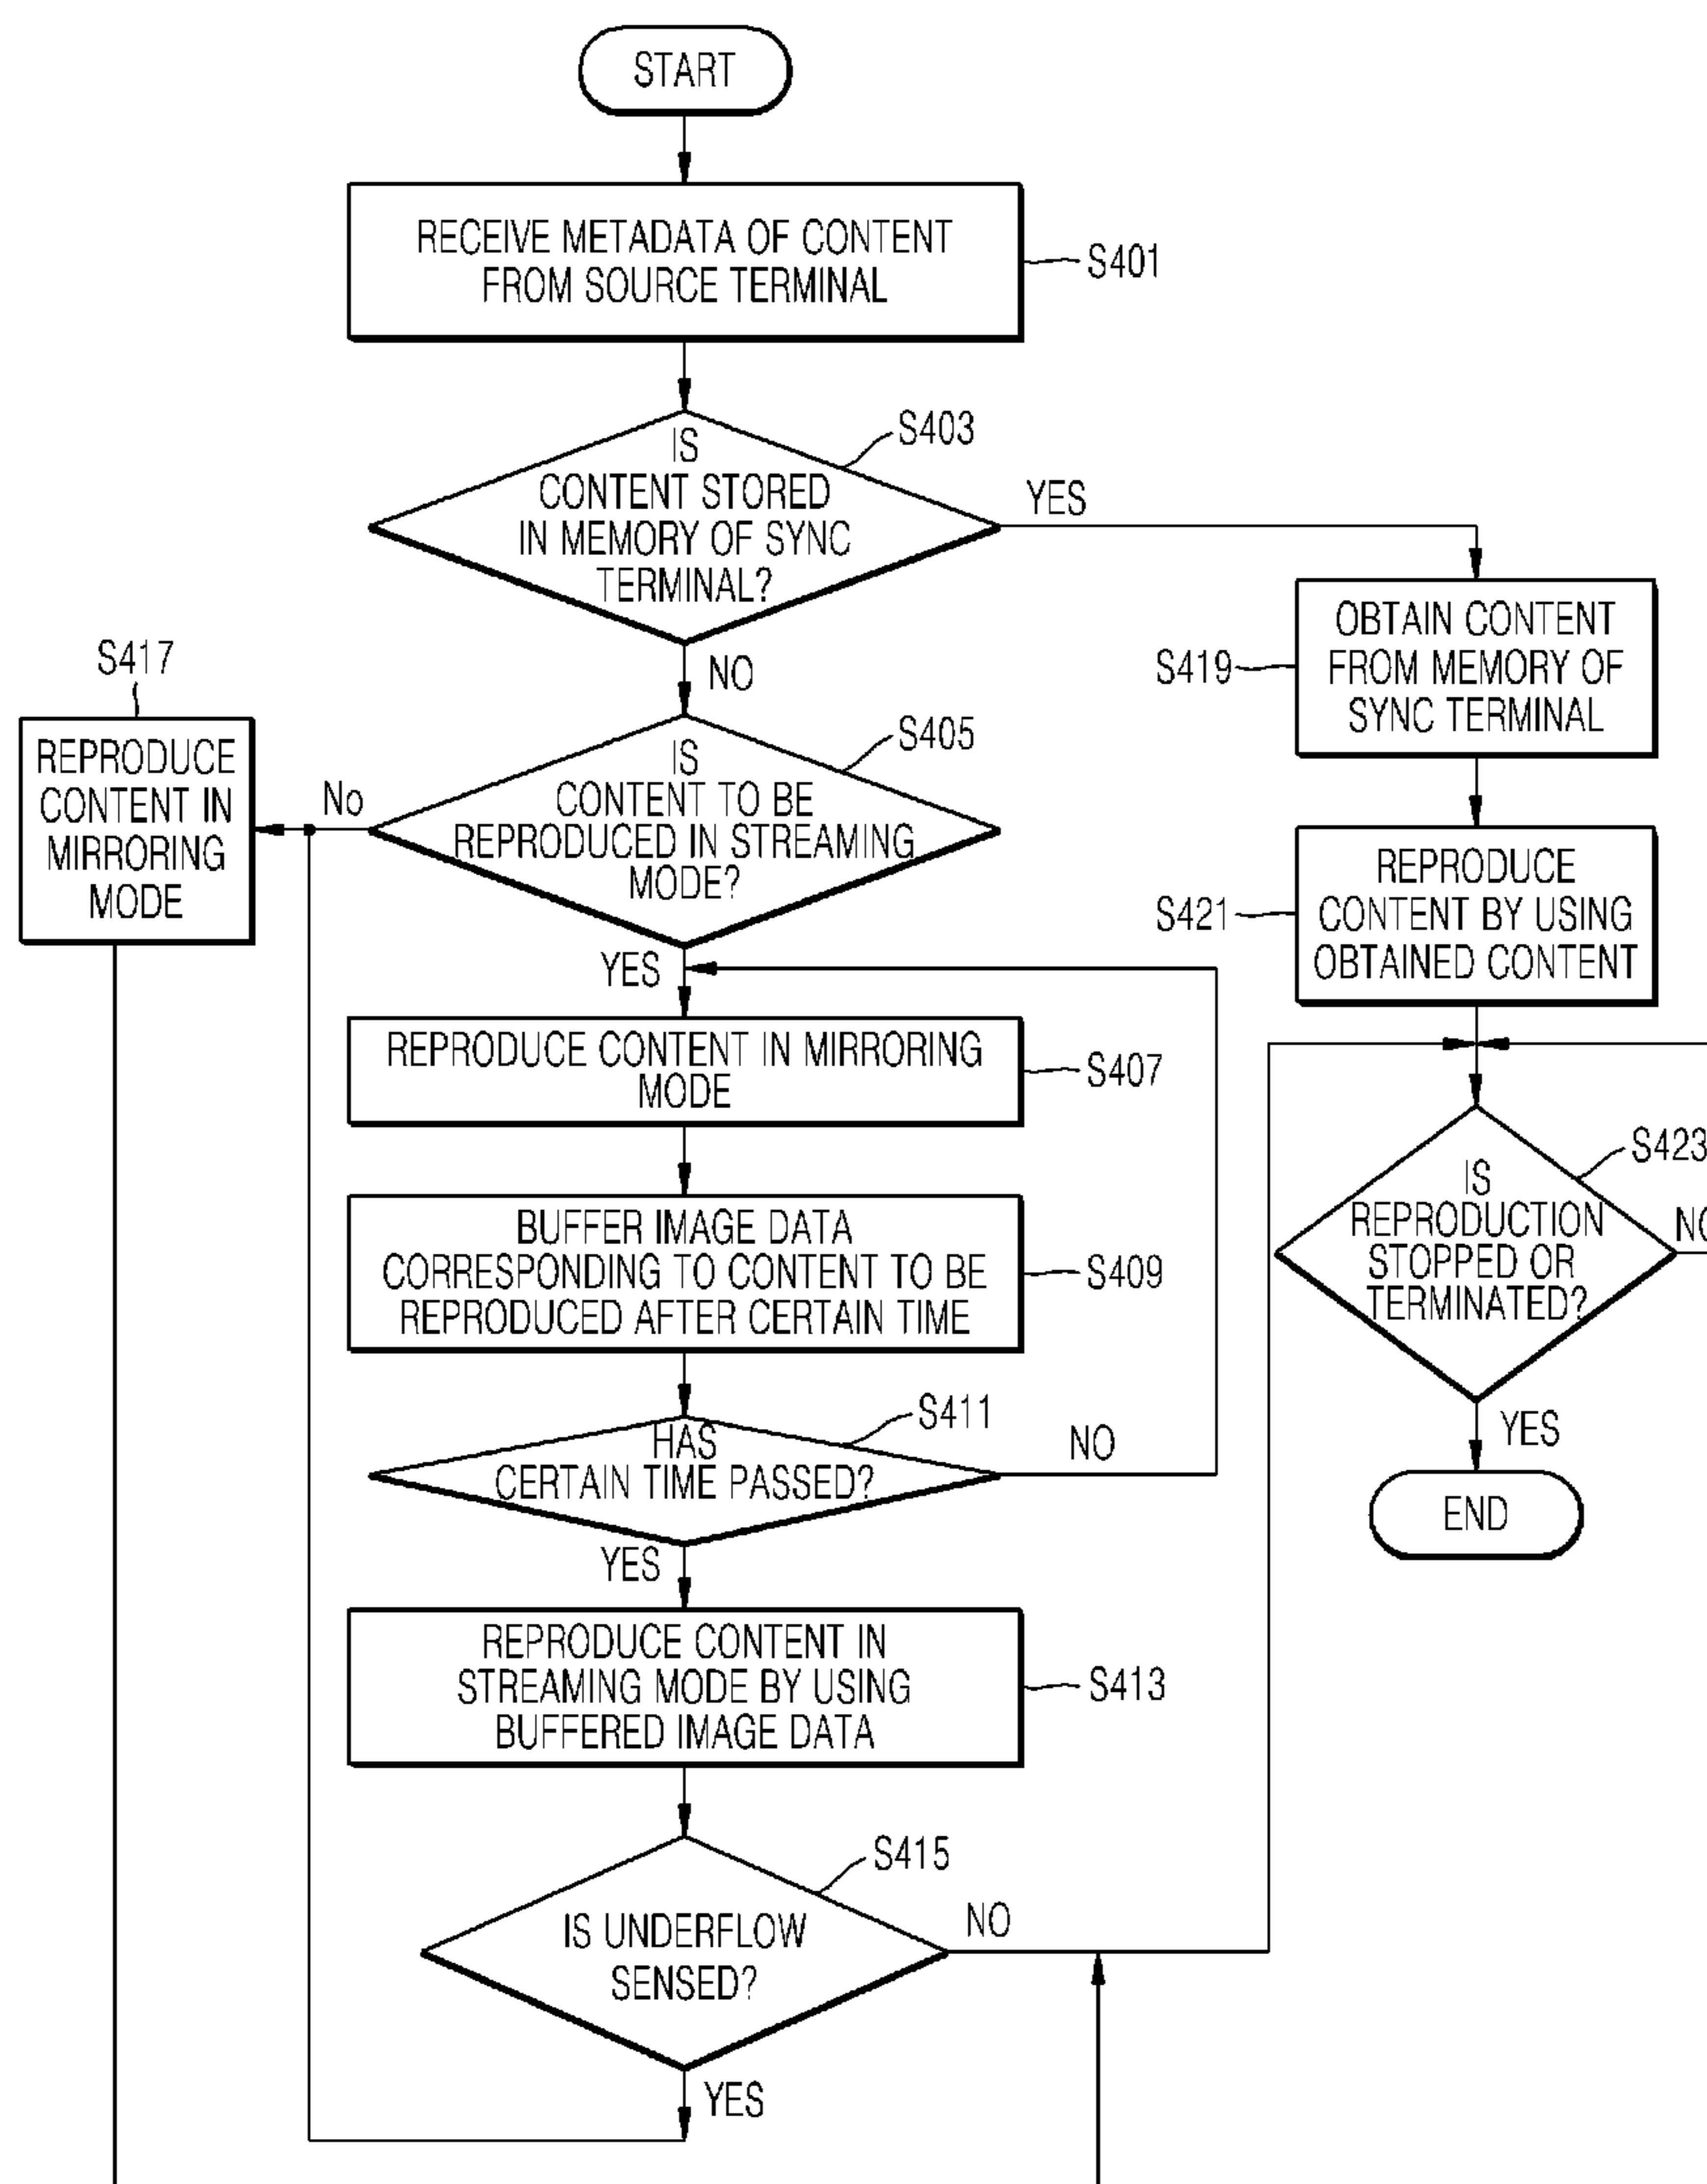 START
RECEIVE METADATA OF CONTENT
FROM SOURCE TERMINAL
S401
S403
IS
CONTENT STORED
IN MEMORY OF SYNC
TERMINAL?
YES
NO
OBTAIN CONTENT
FROM MEMORY OF
SYNC TERMINAL
S419
S417
REPRODUCE
CONTENT IN
MIRRORING
MODE
No
S405
IS
CONTENT TO BE
REPRODUCED IN STREAMING
MODE?
YES
REPRODUCE
CONTENT BY USING
OBTAINED CONTENT
S421
REPRODUCE CONTENT IN MIRRORING
MODE
S407
S423
IS
REPRODUCTION
STOPPED OR
TERMINATED?
NO
YES
END
BUFFER IMAGE DATA
CORRESPONDING TO CONTENT TO BE
REPRODUCED AFTER CERTAIN TIME
S409
S411
HAS
CERTAIN TIME PASSED?
NO
YES
REPRODUCE CONTENT IN
STREAMING MODE BY USING
BUFFERED IMAGE DATA
S413
S415
IS UNDERFLOW
SENSED?
NO
YES